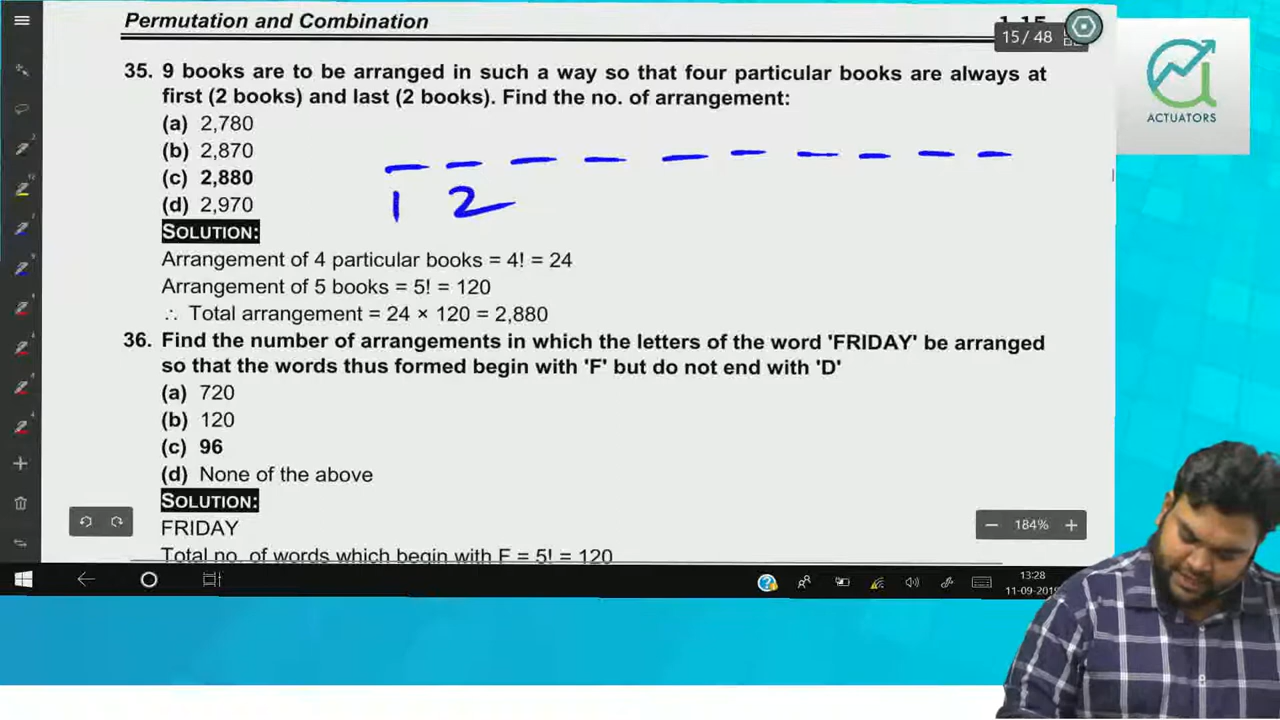 Permutation and Combination
15 / 48
ACTUATORS
35. 9 books are to be arranged in such a way so that four particular books are always at
first (2 books) and last (2 books). Find the no. of arrangement:
(a) 2,780
(b) 2,870
(c) 2,880
(d) 2,970
1 2
SOLUTION:
Arrangement of 4 particular books = 4! = 24
Arrangement of 5 books = 5! = 120
∴ Total arrangement = 24 × 120 = 2,880
36. Find the number of arrangements in which the letters of the word 'FRIDAY' be arranged
so that the words thus formed begin with 'F' but do not end with 'D'
(a) 720
(b) 120
(c) 96
(d) None of the above
SOLUTION:
FRIDAY
Total no. of words which begin with F = 5! = 120
184%
13:28